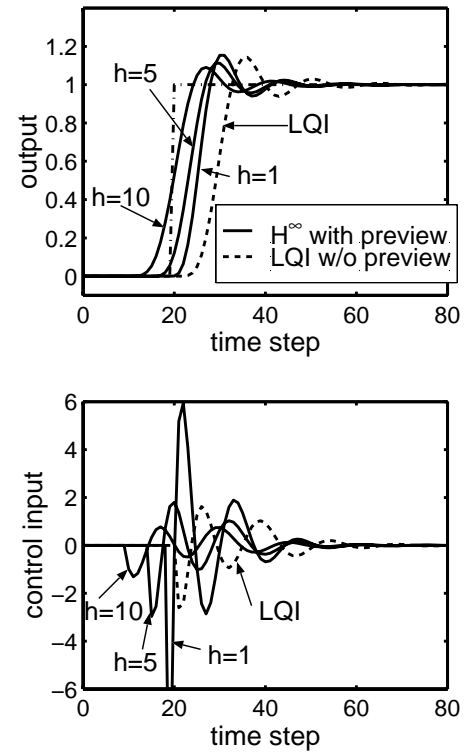 output
1.2
1
0.8
0.6
0.4
0.2
0
h=5
h=10
LQI
h=1
H∞ with preview
LQI w/o preview
0 20 40 60 80
time step
control input
6
4
2
0
−2
−4
−6
h=10
h=5
h=1
LQI
0 20 40 60 80
time step